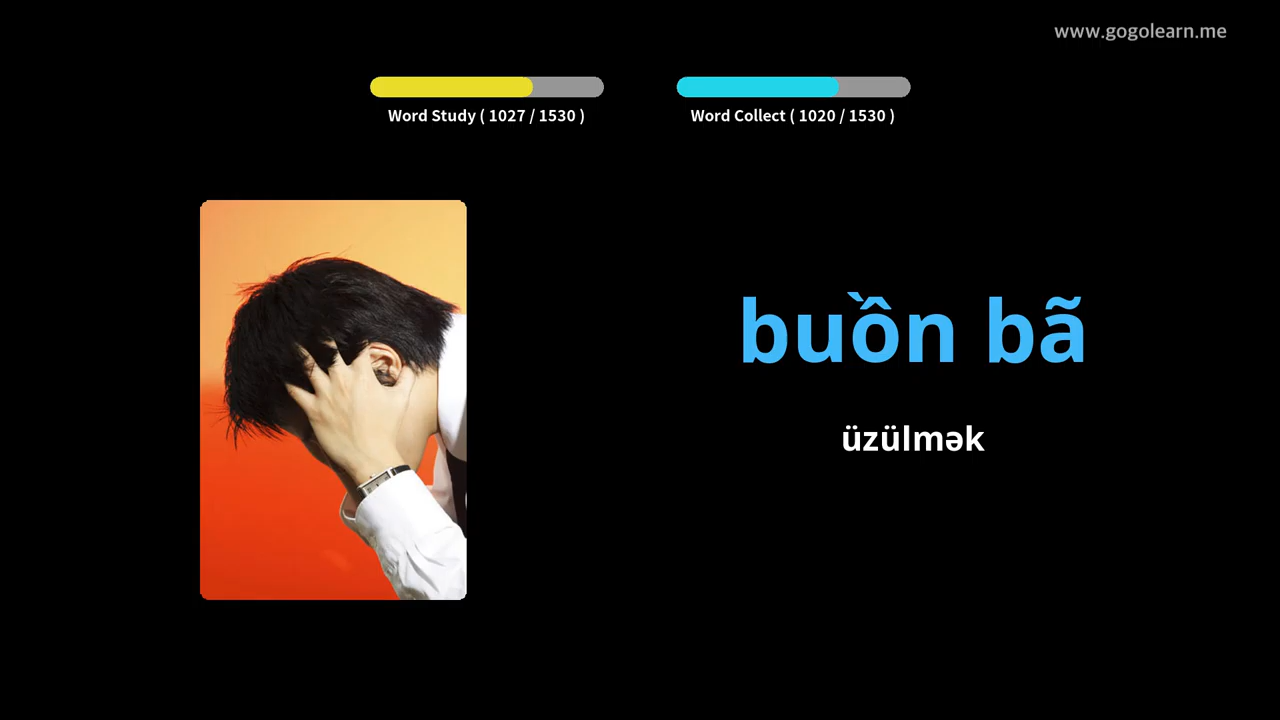 www.gogolearn.me
Word Study ( 1027 / 1530 )
Word Collect ( 1020 / 1530 )
buồn bã
üzülmək